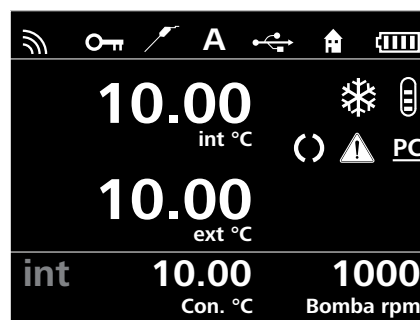 A
10.00
int °C
PC
10.00
ext °C
int 10.00 1000
Con. °C Bomba rpm